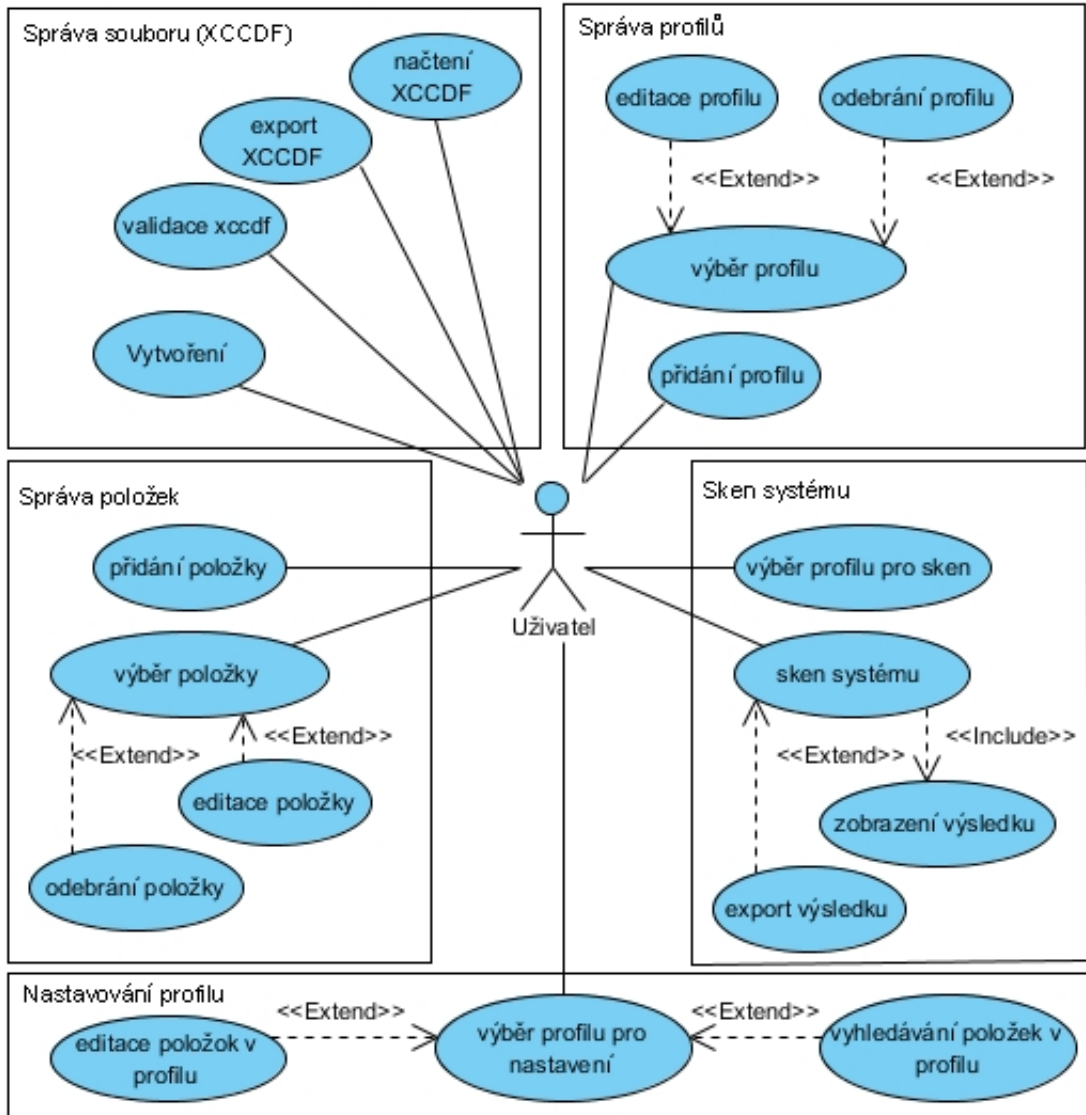 Správa souboru (XCCDF)
načtení
XCCDF
export
XCCDF
validace xccdf
Vytvoření
Správa profilů
editace profilu
odebrání profilu
<<Extend>>
<<Extend>>
výběr profilu
přidání profilu
Správa položek
přidání položky
výběr položky
<<Extend>>
<<Extend>>
editace položky
odebrání položky
Uživatel
Sken systému
výběr profilu pro sken
sken systému
<<Include>>
<<Extend>>
zobrazení výsledku
export výsledku
Nastavování profilu
<<Extend>>
<<Extend>>
editace položok v
profilu
výběr profilu pro
nastavení
vyhledávání položek v
profilu